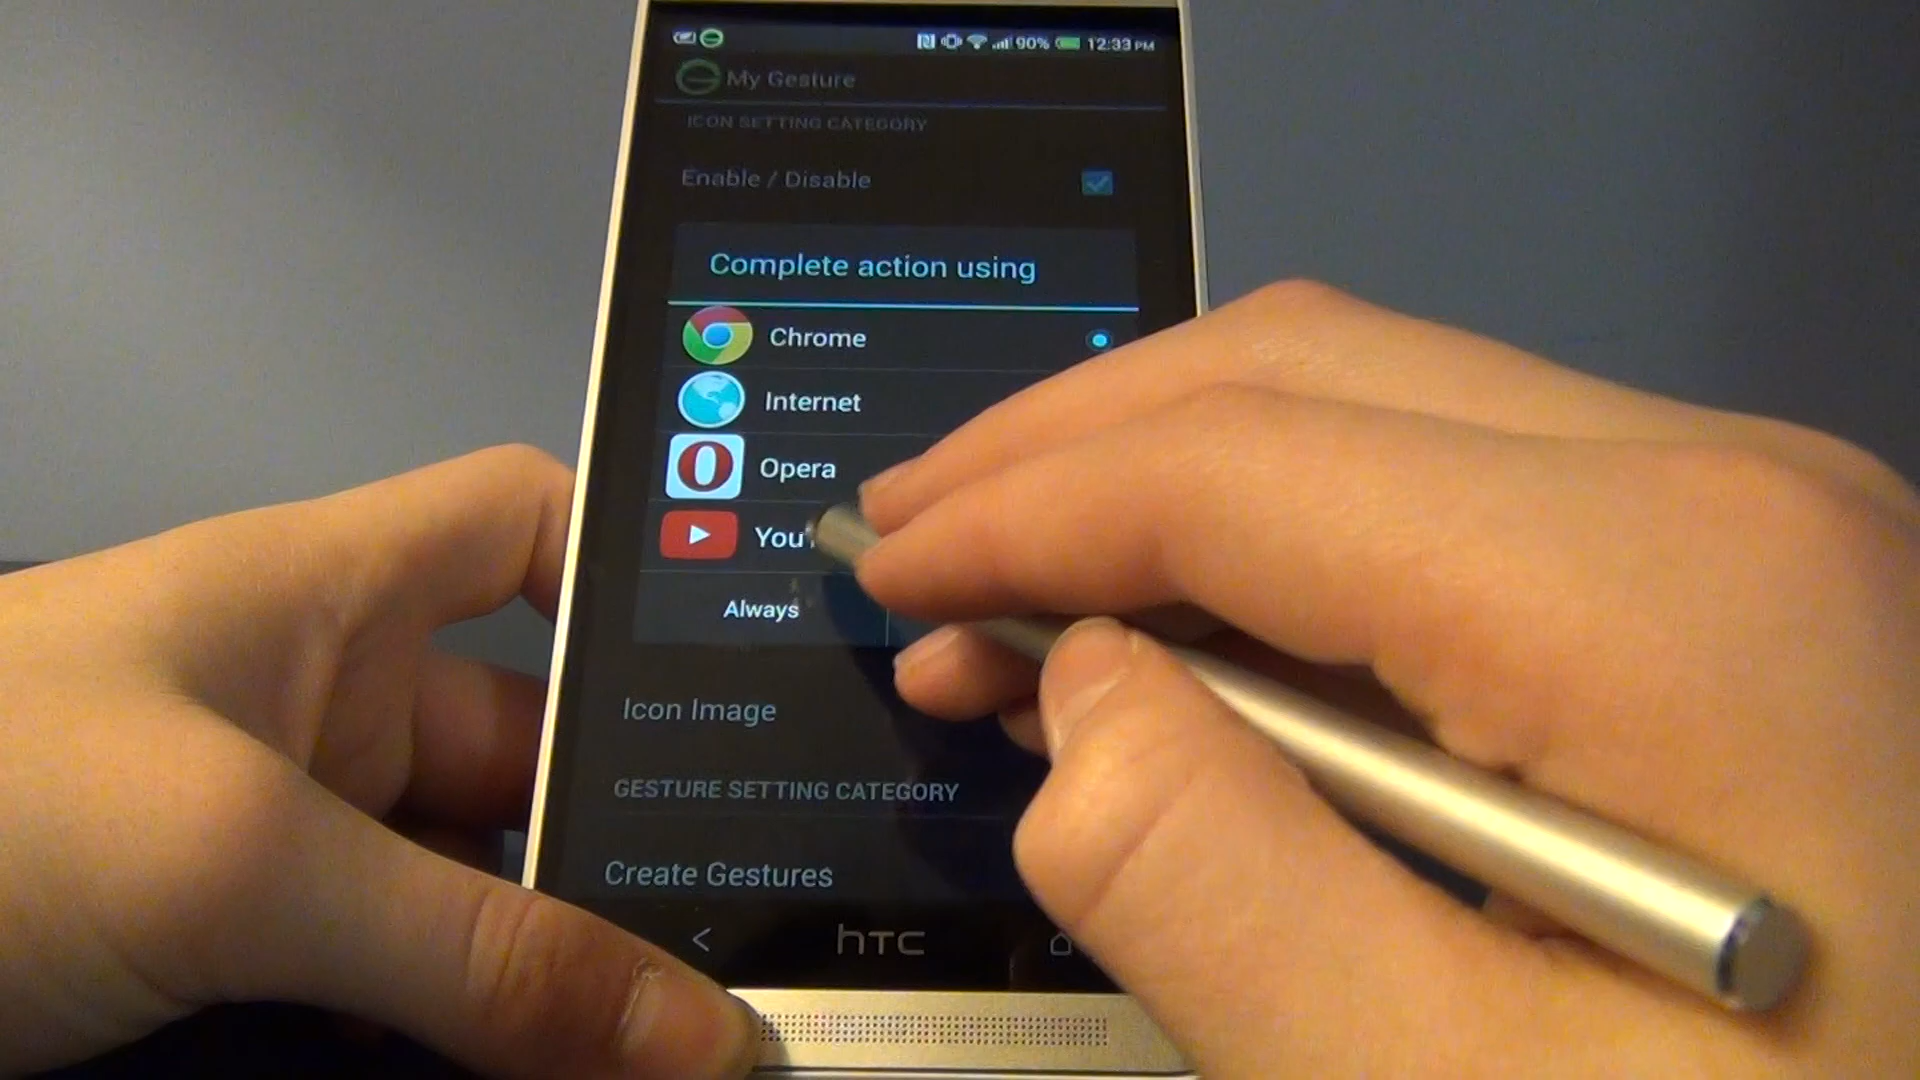 90% 12:33 PM
My Gesture
ICON SETTING CATEGORY
Enable / Disable
Complete action using
Chrome
Internet
Opera
You
Always
Icon Image
GESTURE SETTING CATEGORY
Create Gestures
hTC